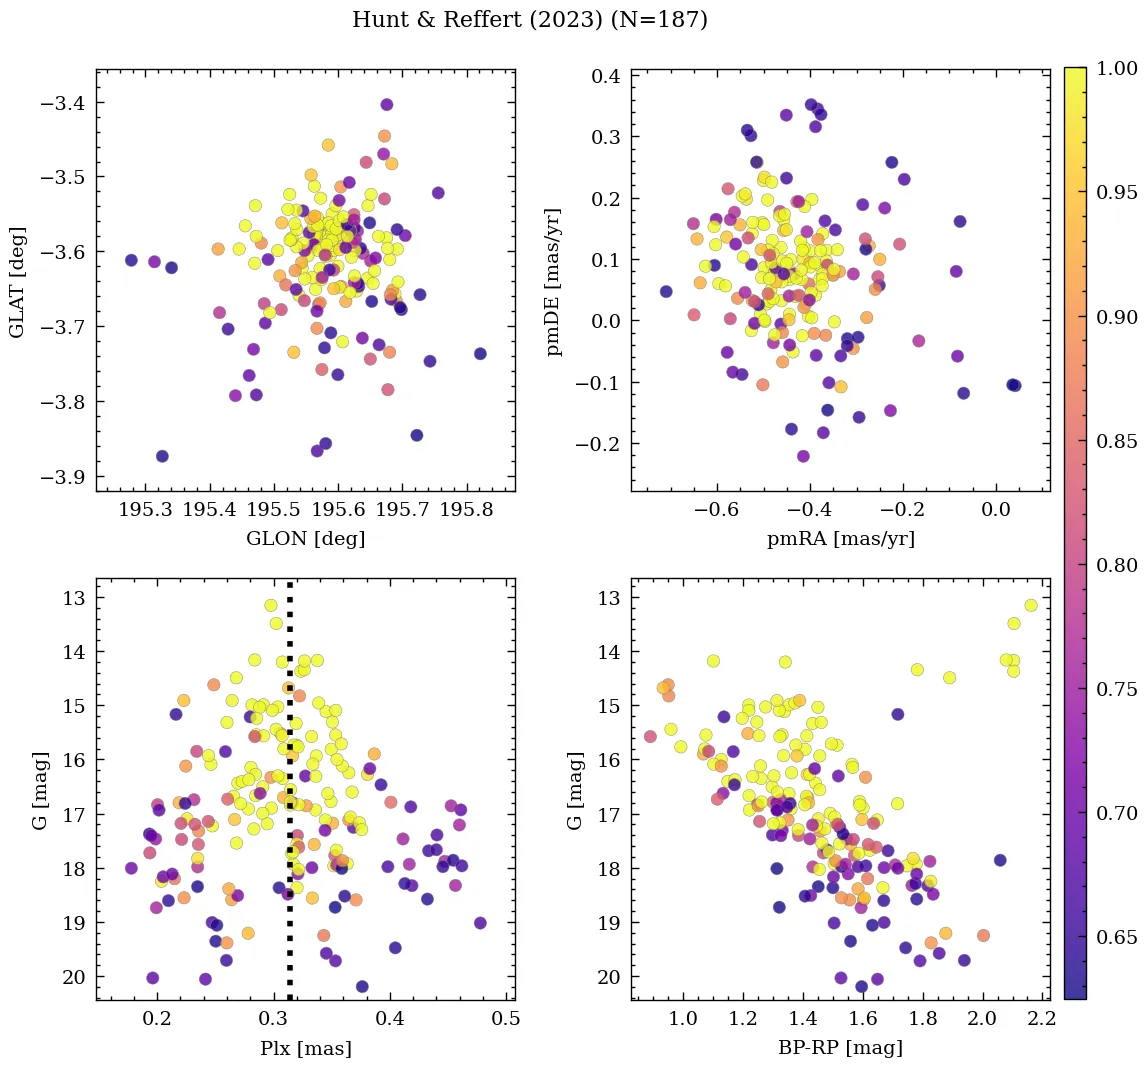 Hunt & Reffert (2023) (N=187)
−3.4
−3.5
−3.6
−3.7
−3.8
−3.9
GLAT [deg]
195.3 195.4 195.5 195.6 195.7 195.8
GLON [deg]
0.4
0.3
0.2
0.1
0.0
−0.1
−0.2
pmDE [mas/yr]
−0.6 −0.4 −0.2 0.0
pmRA [mas/yr]
13
14
15
16
17
18
19
20
G [mag]
0.2 0.3 0.4 0.5
Plx [mas]
13
14
15
16
17
18
19
20
G [mag]
1.0 1.2 1.4 1.6 1.8 2.0 2.2
BP-RP [mag]
1.00
0.95
0.90
0.85
0.80
0.75
0.70
0.65